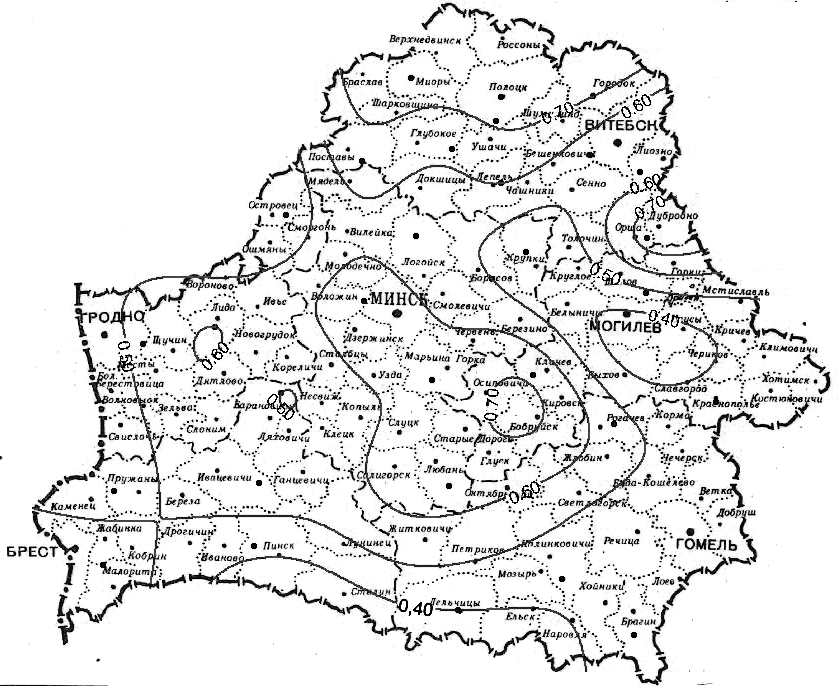 Верхнедвинск
Россоны
Браслав
Миоры
Полоцк
Городок
Шарковщина
0.70
0.60
ВИТЕБСК
Глубокое
Ушачи
Бешенковичи
Лиозно
Поставы
Мядель
Докшицы
Лепель
Чашники
Сенно
0.60
0.70
Островец
Дубровно
Орша
Сморгонь
Вилейка
Толочин
Ошмяны
Логойск
Крупки
Молодечно
Борисов
Круглое
0.50
Горки
Вороново
Мстиславль
Ивье
Воложин
МИНСК
Смолевичи
Лида
Белыничи
0.40
ГРОДНО
МОГИЛЕВ
Чаусы
Новогрудок
Червень
Березино
Кричев
Щучин
Дзержинск
Климовичи
0.60
Столбцы
Марьина Горка
Чериков
Мосты
Кореличи
Кличев
Бол.
Берестовица
Дятлово
Узда
Осиповичи
Быхов
Хотимск
Славгород
Волковыск
Несвиж
Костюковичи
Зельва
Барановичи
Копыль
0.70
Кировск
Краснополье
Слоним
Слуцк
Бобруйск
Рогачев
Корма
Свислочь
Ляховичи
Клецк
Старые Дороги
Глуск
Жлобин
Чечерск
Пружаны
Ивацевичи
Ганцевичи
Солигорск
Любань
Буда-Кошелево
Октябрь
0.60
Ветка
Каменец
Береза
Светлагорск
Добруш
Жабинка
Дрогичин
Житковичи
Речица
ГОМЕЛЬ
БРЕСТ
Кобрин
Иваново
Пинск
Лунинец
Петриков
Калинковичи
Малорита
Мозырь
Хойники
Лоев
Столин
0,40
Лельчицы
Ельск
Брагин
Наровля